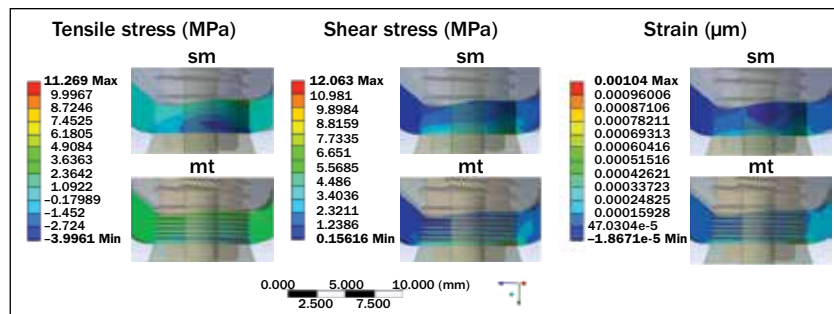 Tensile stress (MPa)
sm
11.269 Max
9.9967
8.7246
7.4525
6.1805
4.9084
3.6363
2.3642
1.0922
-0.17989
-1.452
-2.724
-3.9961 Min
mt
Shear stress (MPa)
sm
12.063 Max
10.981
9.8984
8.8159
7.7335
6.651
5.5685
4.486
3.4036
2.3211
1.2386
0.15616 Min
mt
Strain (μm)
sm
0.00104 Max
0.00096006
0.00087106
0.00078211
0.00069313
0.00060416
0.00051516
0.00042621
0.00033723
0.00024825
0.00015928
47.0304e-5
-1.8671e-5 Min
mt
0.000 5.000 10.000 (mm)
2.500 7.500